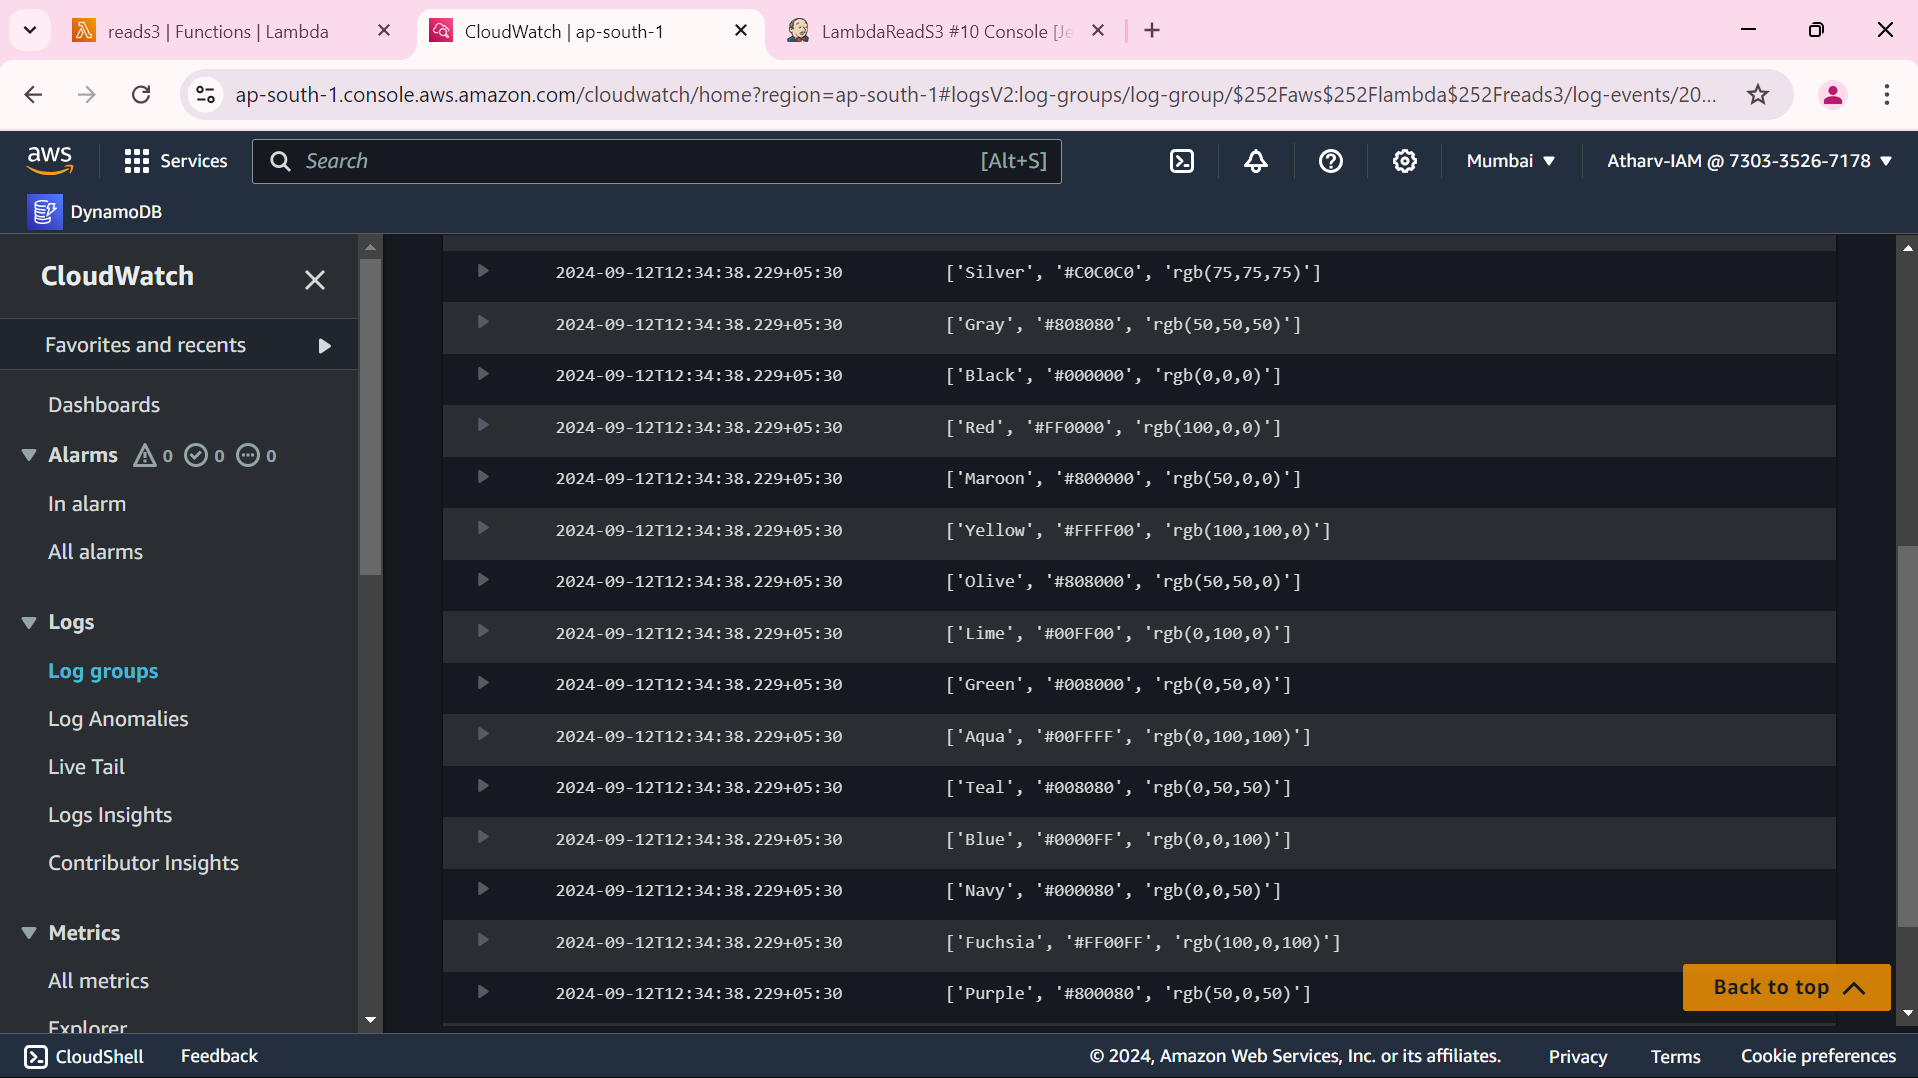 reads3 | Functions | Lambda
CloudWatch | ap-south-1
LambdaReadS3 #10 Console [Je
ap-south-1.console.aws.amazon.com/cloudwatch/home?region=ap-south-1#logsV2:log-groups/log-group/$252Faws$252Flambda$252Freads3/log-events/20...
aws
Services
Search
[Alt+S]
Mumbai
Atharv-IAM @ 7303-3526-7178
DynamoDB
CloudWatch
Favorites and recents
Dashboards
Alarms 0 0 0
In alarm
All alarms
Logs
Log groups
Log Anomalies
Live Tail
Logs Insights
Contributor Insights
Metrics
All metrics
Explorer
2024-09-12T12:34:38.229+05:30 ['Silver', '#C0C0C0', 'rgb(75,75,75)']
2024-09-12T12:34:38.229+05:30 ['Gray', '#808080', 'rgb(50,50,50)']
2024-09-12T12:34:38.229+05:30 ['Black', '#000000', 'rgb(0,0,0)']
2024-09-12T12:34:38.229+05:30 ['Red', '#FF0000', 'rgb(100,0,0)']
2024-09-12T12:34:38.229+05:30 ['Maroon', '#800000', 'rgb(50,0,0)']
2024-09-12T12:34:38.229+05:30 ['Yellow', '#FFFF00', 'rgb(100,100,0)']
2024-09-12T12:34:38.229+05:30 ['Olive', '#808000', 'rgb(50,50,0)']
2024-09-12T12:34:38.229+05:30 ['Lime', '#00FF00', 'rgb(0,100,0)']
2024-09-12T12:34:38.229+05:30 ['Green', '#008000', 'rgb(0,50,0)']
2024-09-12T12:34:38.229+05:30 ['Aqua', '#00FFFF', 'rgb(0,100,100)']
2024-09-12T12:34:38.229+05:30 ['Teal', '#008080', 'rgb(0,50,50)']
2024-09-12T12:34:38.229+05:30 ['Blue', '#0000FF', 'rgb(0,0,100)']
2024-09-12T12:34:38.229+05:30 ['Navy', '#000080', 'rgb(0,0,50)']
2024-09-12T12:34:38.229+05:30 ['Fuchsia', '#FF00FF', 'rgb(100,0,100)']
2024-09-12T12:34:38.229+05:30 ['Purple', '#800080', 'rgb(50,0,50)']
Back to top
CloudShell
Feedback
© 2024, Amazon Web Services, Inc. or its affiliates.
Privacy
Terms
Cookie preferences